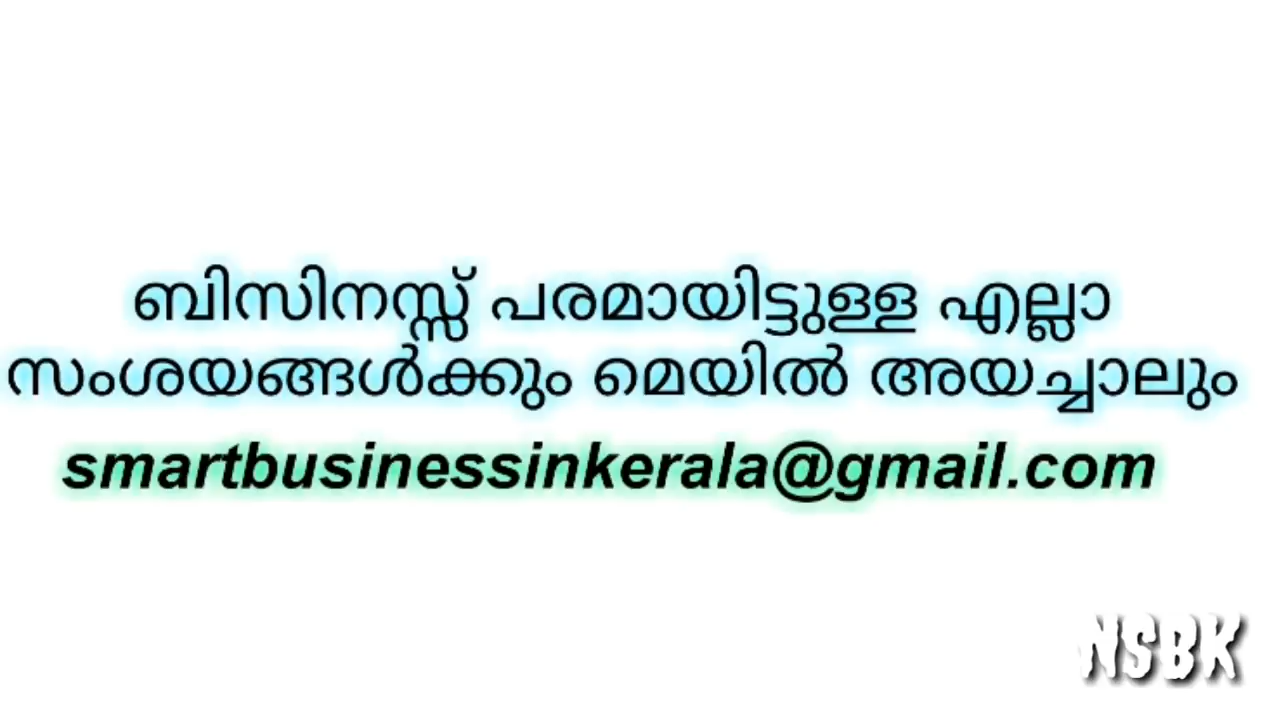 ബിസിനസ്സ് പരമായിട്ടുള്ള എല്ലാ
സംശയങ്ങൾക്കും മെയിൽ അയച്ചാലും
smartbusinessinkerala@gmail.com
NSBK